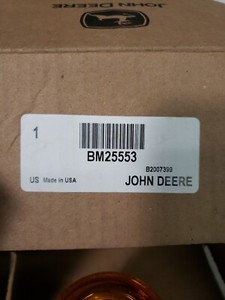 JOHN DEERE
1
BM25553
B2007399
US Made in USA
JOHN DEERE